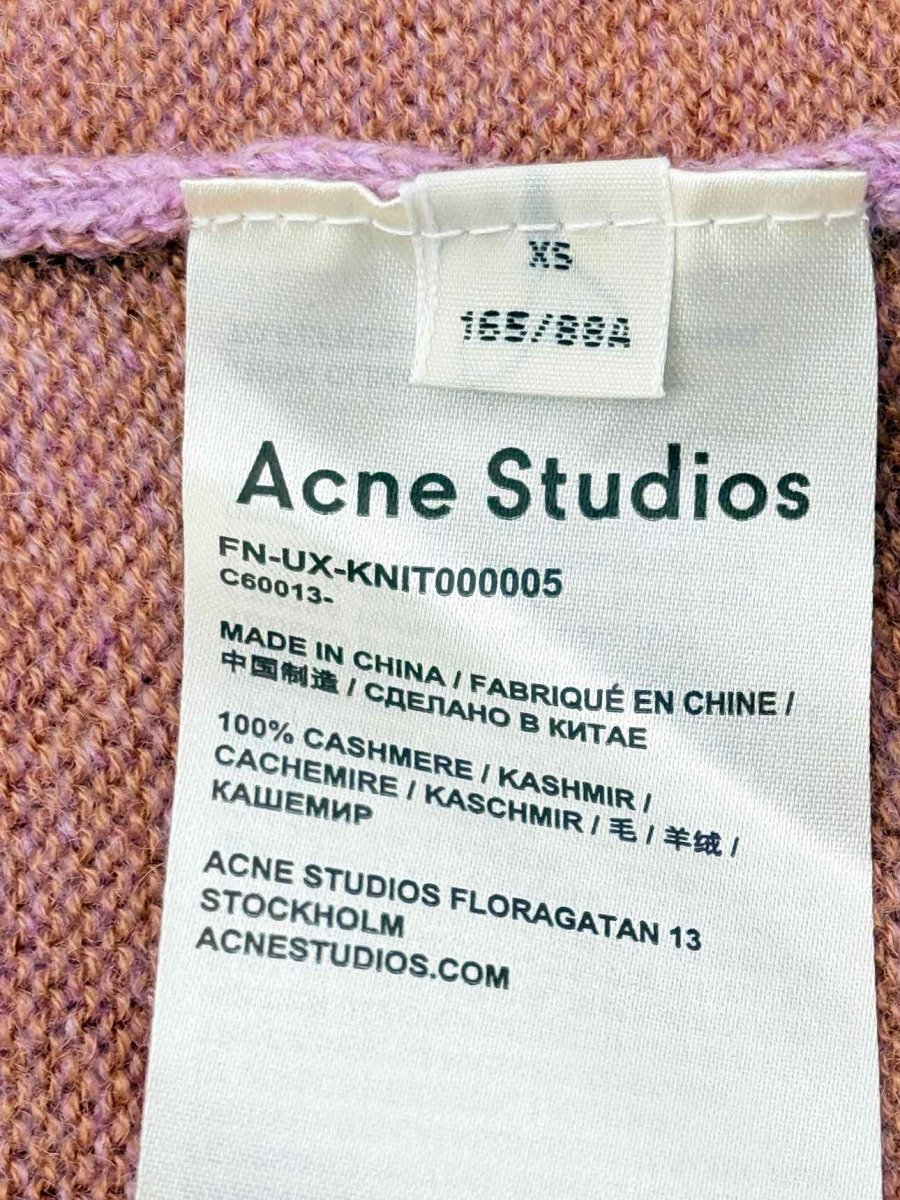 XS
165/88A
Acne Studios
FN-UX-KNIT000005
C60013-
MADE IN CHINA / FABRIQUÉ EN CHINE /
中国制造 / СДЕЛАНО В КИТАЕ
100% CASHMERE / KASHMIR /
CACHEMIRE / KASCHMIR / 毛 / 羊绒 /
КАШЕМИР
ACNE STUDIOS FLORAGATAN 13
STOCKHOLM
ACNESTUDIOS.COM